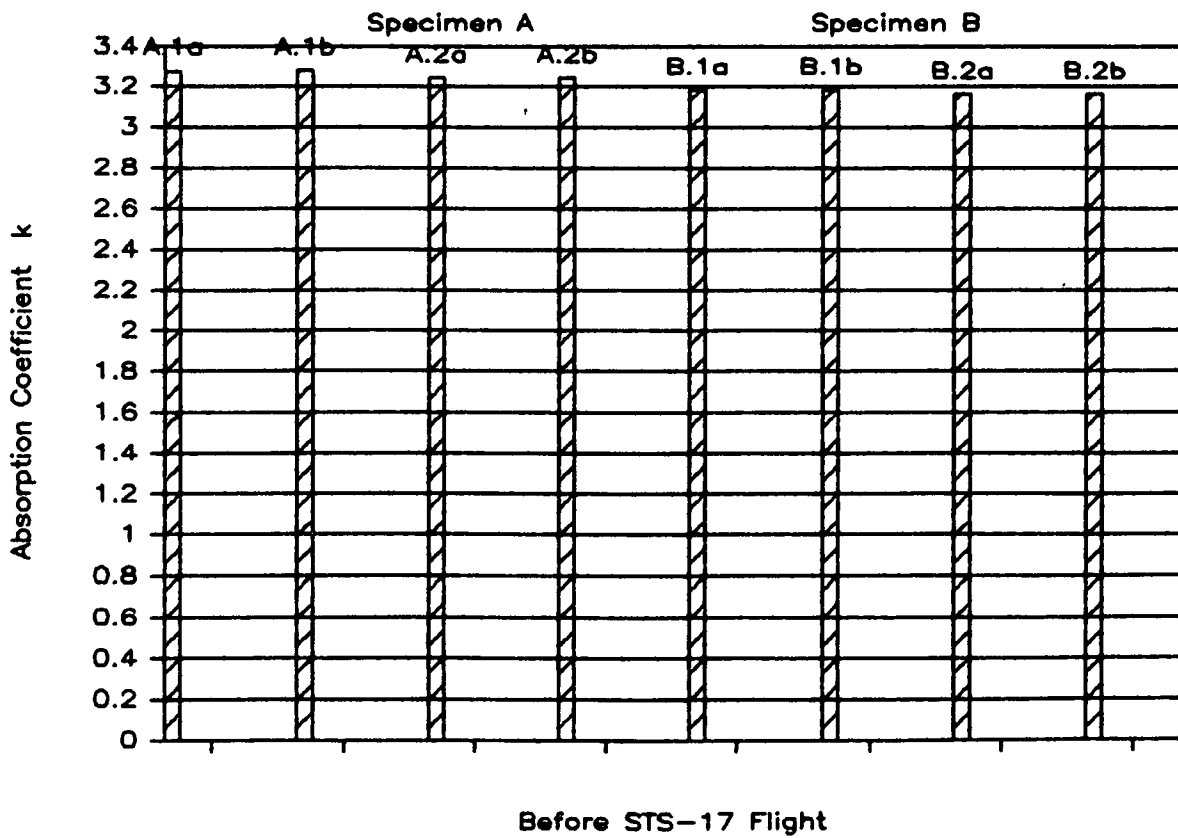 Specimen A
Specimen B
A.1a
A.1b
A.2a
A.2b
B.1a
B.1b
B.2a
B.2b
3.4
3.2
3
2.8
2.6
2.4
2.2
2
1.8
1.6
1.4
1.2
1
0.8
0.6
0.4
0.2
0
Absorption Coefficient k
Before STS-17 Flight